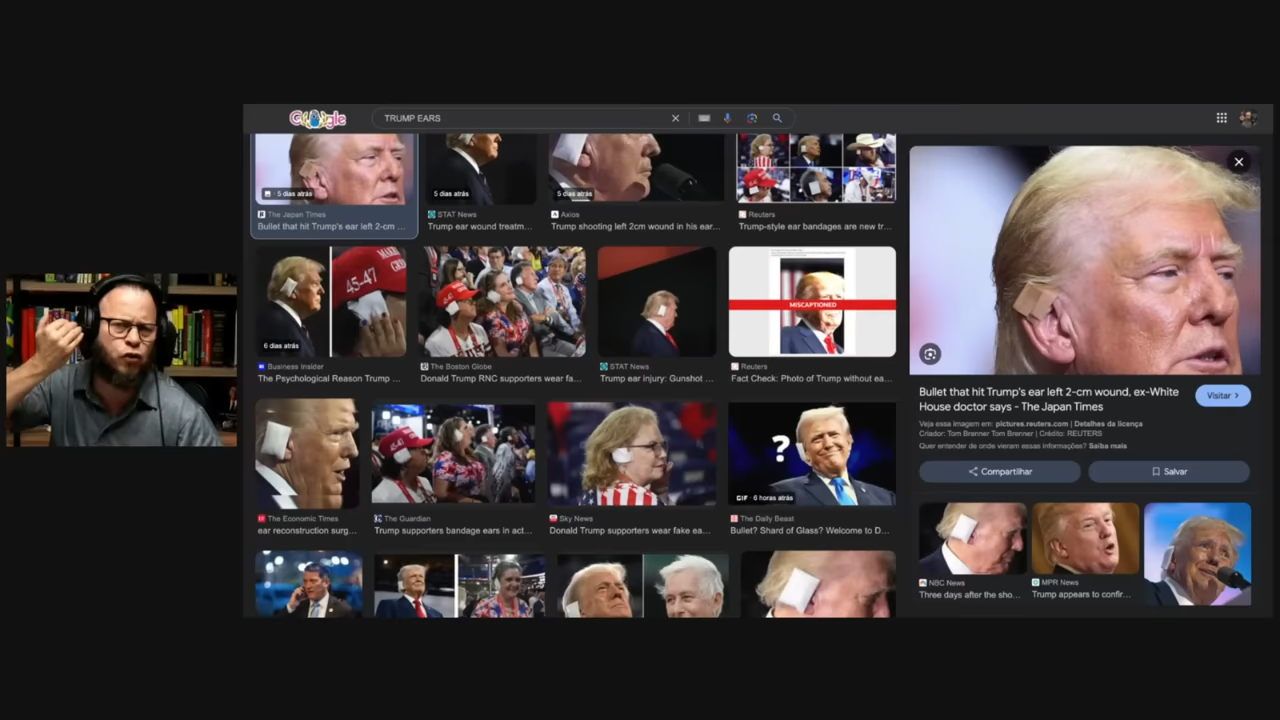 Google
TRUMP EARS
5 dias atrás
The Japan Times
Bullet that hit Trump's ear left 2-cm ...
5 dias atrás
STAT News
Trump ear wound treatm...
5 dias atrás
Axios
Trump shooting left 2cm wound in his ear...
Reuters
Trump-style ear bandages are new tr...
45-47
6 dias atrás
Business Insider
The Psychological Reason Trump ...
The Boston Globe
Donald Trump RNC supporters wear fa...
STAT News
Trump ear injury: Gunshot ...
MISCAPTIONED
Reuters
Fact Check: Photo of Trump without ea...
The Economic Times
ear reconstruction surg...
The Guardian
Trump supporters bandage ears in act...
Sky News
Donald Trump supporters wear fake ea...
?
GIF · 6 horas atrás
The Daily Beast
Bullet? Shard of Glass? Welcome to D...
Bullet that hit Trump's ear left 2-cm wound, ex-White
House doctor says - The Japan Times
Visitar
Veja essa imagem em: pictures.reuters.com | Detalhes da licença
Criador: Tom Brenner Tom Brenner | Crédito: REUTERS
Quer entender de onde vieram essas informações? Saiba mais
Compartilhar
Salvar
NBC News
Three days after the sho...
MPR News
Trump appears to confir...